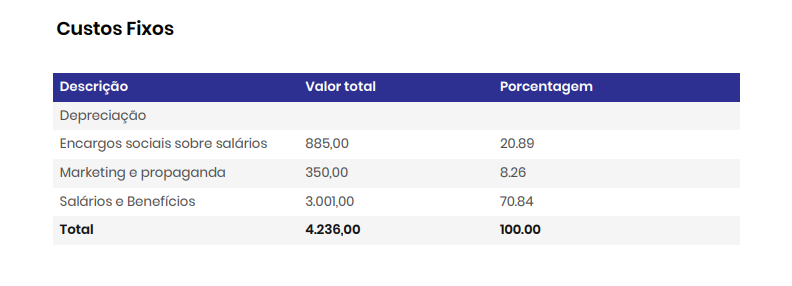 Custos Fixos
Descrição Valor total Porcentagem
Depreciação
Encargos sociais sobre salários 885,00 20.89
Marketing e propaganda 350,00 8.26
Salários e Benefícios 3.001,00 70.84
Total 4.236,00 100.00